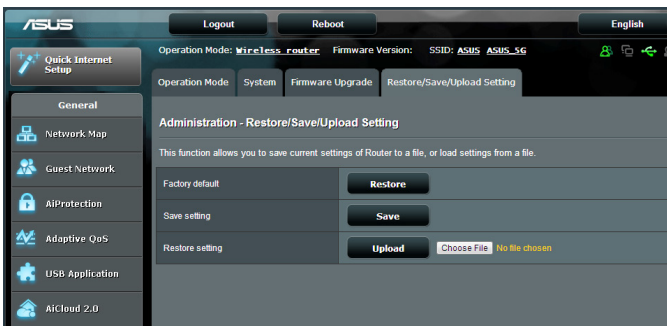 ASUS Logout Reboot English
Quick Internet Setup
Operation Mode: Wireless router Firmware Version: SSID: ASUS ASUS_5G
Operation Mode System Firmware Upgrade Restore/Save/Upload Setting
General
Network Map
Guest Network
AiProtection
Adaptive QoS
USB Application
AiCloud 2.0
Administration - Restore/Save/Upload Setting
This function allows you to save current settings of Router to a file, or load settings from a file.
Factory default Restore
Save setting Save
Restore setting Upload Choose File No file chosen